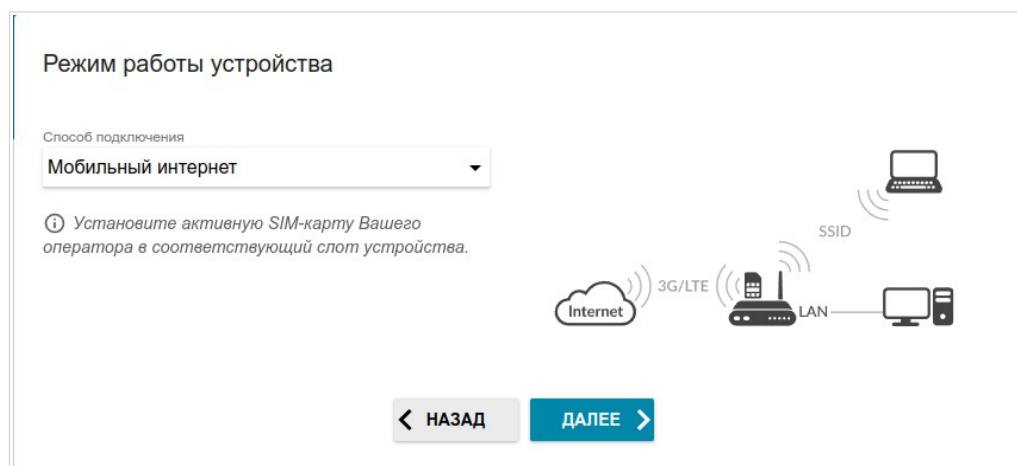 Режим работы устройства
Способ подключения
Мобильный интернет
Установите активную SIM-карту Вашего
оператора в соответствующий слот устройства.
SSID
3G/LTE
Internet
LAN
НАЗАД
ДАЛЕЕ